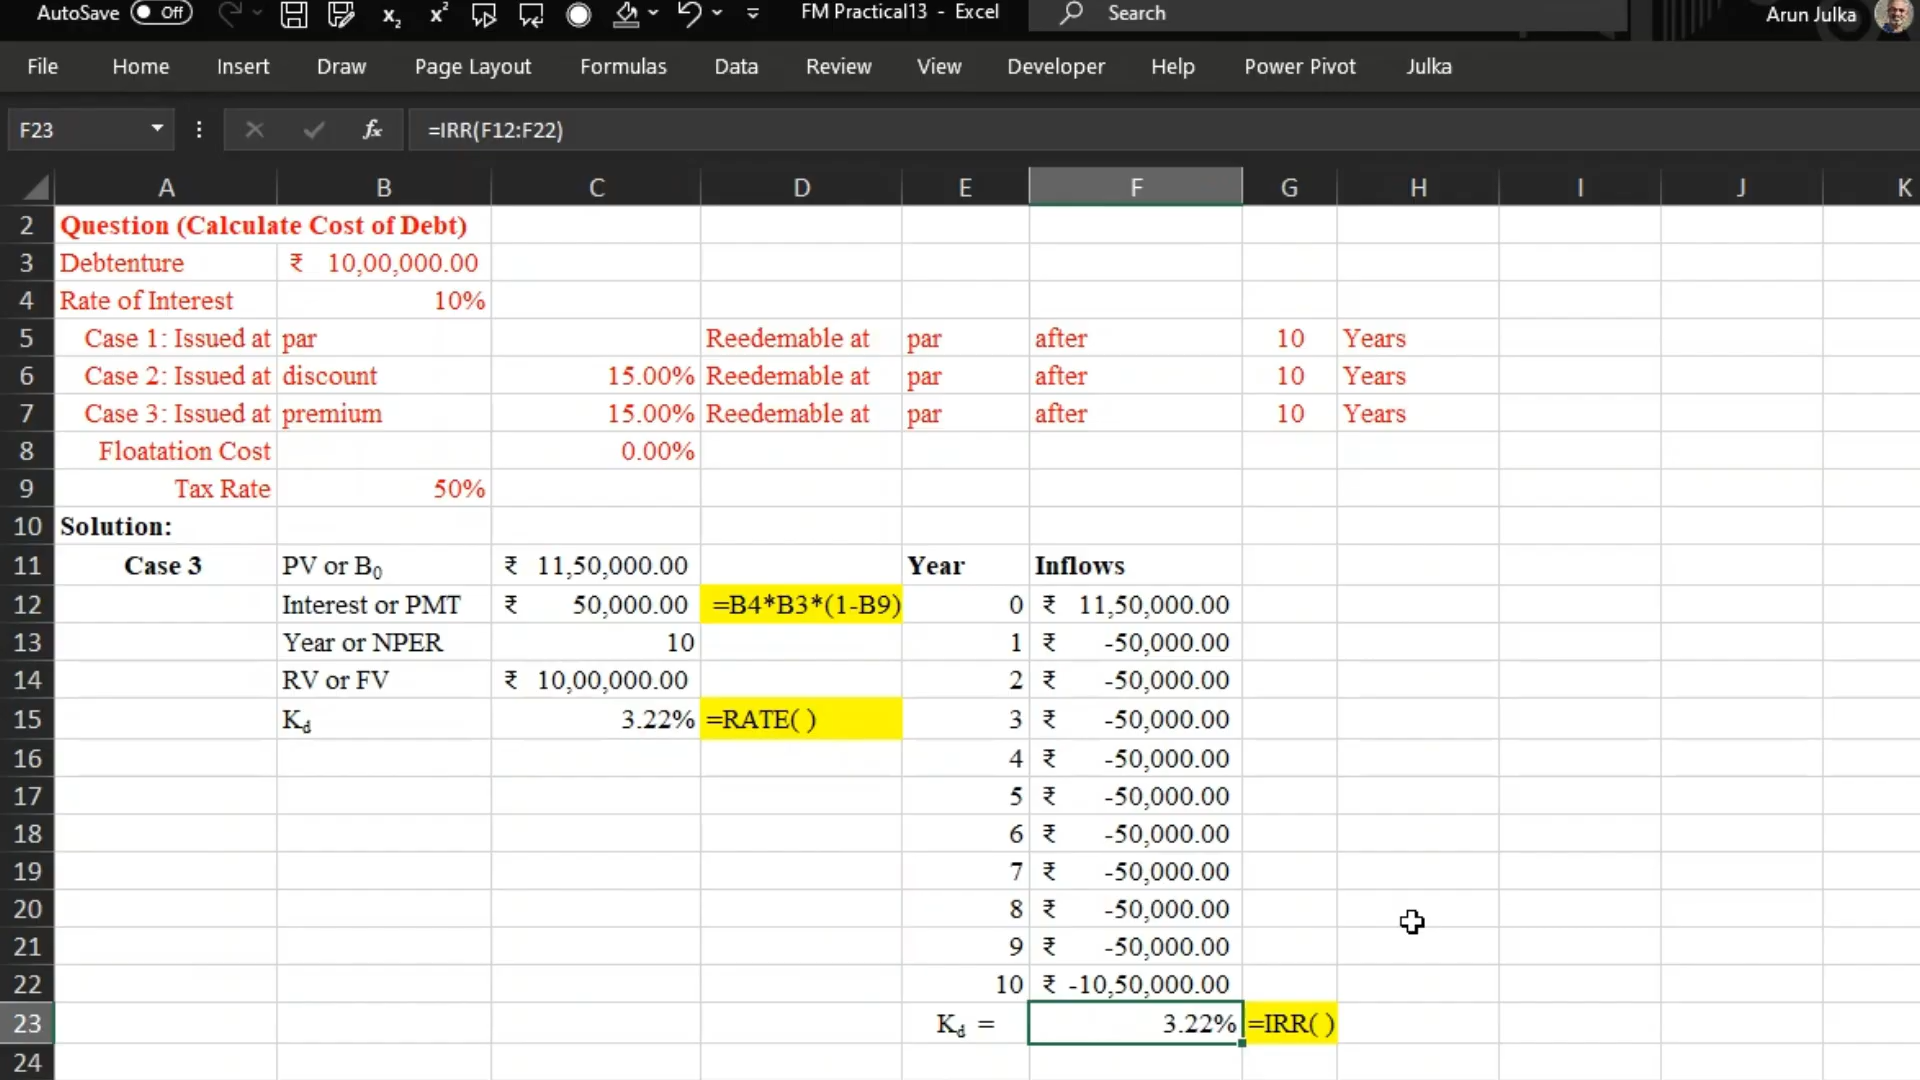 AutoSave Off FM Practical13 - Excel Search Arun Julka
File Home Insert Draw Page Layout Formulas Data Review View Developer Help Power Pivot Julka
F23 fx =IRR(F12:F22)
A B C D E F G H I J K
2 Question (Calculate Cost of Debt)
3 Debtenture ₹ 10,00,000.00
4 Rate of Interest 10%
5 Case 1: Issued at par Reedemable at par after 10 Years
6 Case 2: Issued at discount 15.00% Reedemable at par after 10 Years
7 Case 3: Issued at premium 15.00% Reedemable at par after 10 Years
8 Floatation Cost 0.00%
9 Tax Rate 50%
10 Solution:
11 Case 3 PV or B0 ₹ 11,50,000.00 Year Inflows
12 Interest or PMT ₹ 50,000.00 =B4*B3*(1-B9) 0 ₹ 11,50,000.00
13 Year or NPER 10 1 ₹ -50,000.00
14 RV or FV ₹ 10,00,000.00 2 ₹ -50,000.00
15 Kd 3.22% =RATE( ) 3 ₹ -50,000.00
16 4 ₹ -50,000.00
17 5 ₹ -50,000.00
18 6 ₹ -50,000.00
19 7 ₹ -50,000.00
20 8 ₹ -50,000.00
21 9 ₹ -50,000.00
22 10 ₹ -10,50,000.00
23 Kd = 3.22% =IRR( )
24